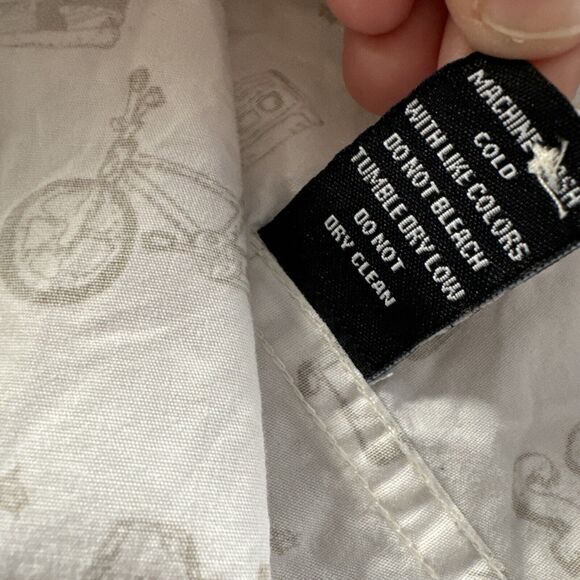 MACHINE WASH
COLD
WITH LIKE COLORS
DO NOT BLEACH
TUMBLE DRY LOW
DO NOT
DRY CLEAN